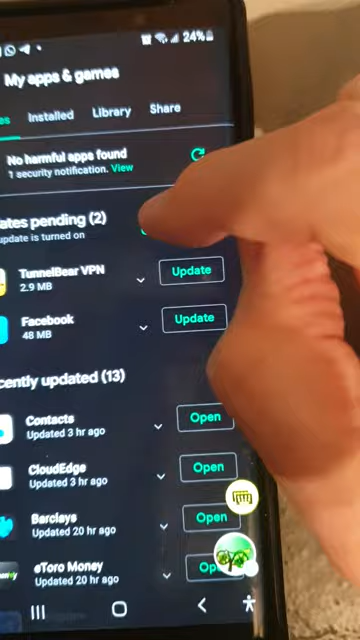 24%
My apps & games
es
Installed
Library
Share
No harmful apps found
1 security notification. View
ates pending (2)
update is turned on
TunnelBear VPN
2.9 MB
Update
Facebook
48 MB
Update
cently updated (13)
Contacts
Updated 3 hr ago
Open
CloudEdge
Updated 3 hr ago
Open
Barclays
Updated 20 hr ago
Open
eToro Money
Updated 20 hr ago
Op